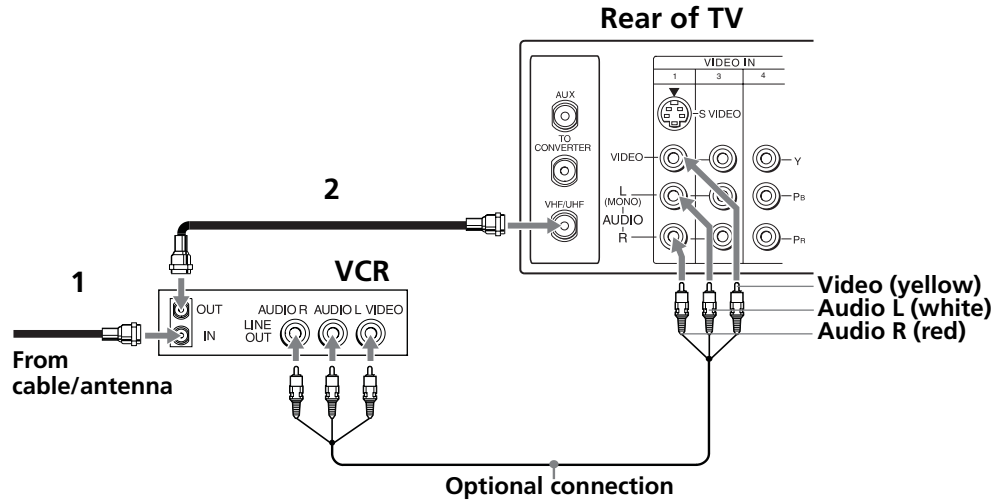 Rear of TV
VIDEO IN
1 3 4
AUX
S VIDEO
TO
CONVERTER
VIDEO
Y
L
(MONO)
PB
AUDIO
R
PR
VHF/UHF
2
1
VCR
OUT
IN
AUDIO R AUDIO L VIDEO
LINE
OUT
From
cable/antenna
Video (yellow)
Audio L (white)
Audio R (red)
Optional connection